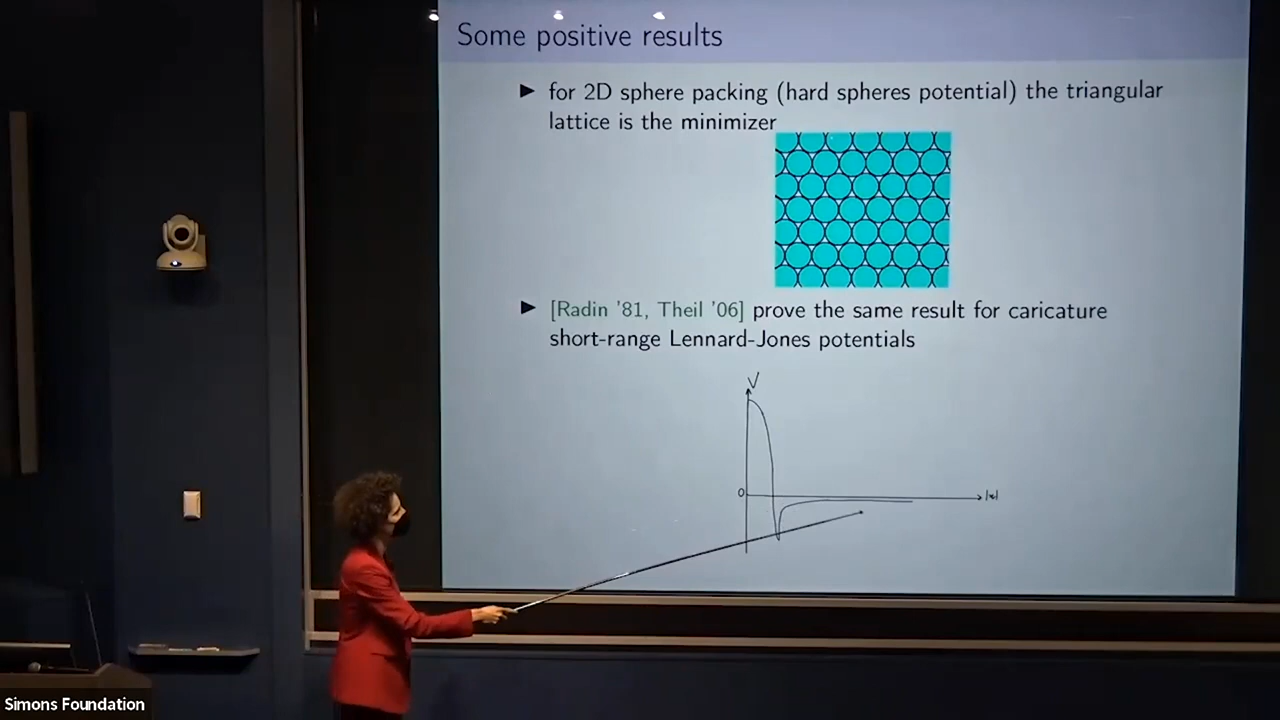 Some positive results
▶ for 2D sphere packing (hard spheres potential) the triangular
lattice is the minimizer
▶ [Radin '81, Theil '06] prove the same result for caricature
short-range Lennard-Jones potentials
V
0
|x|
Simons Foundation